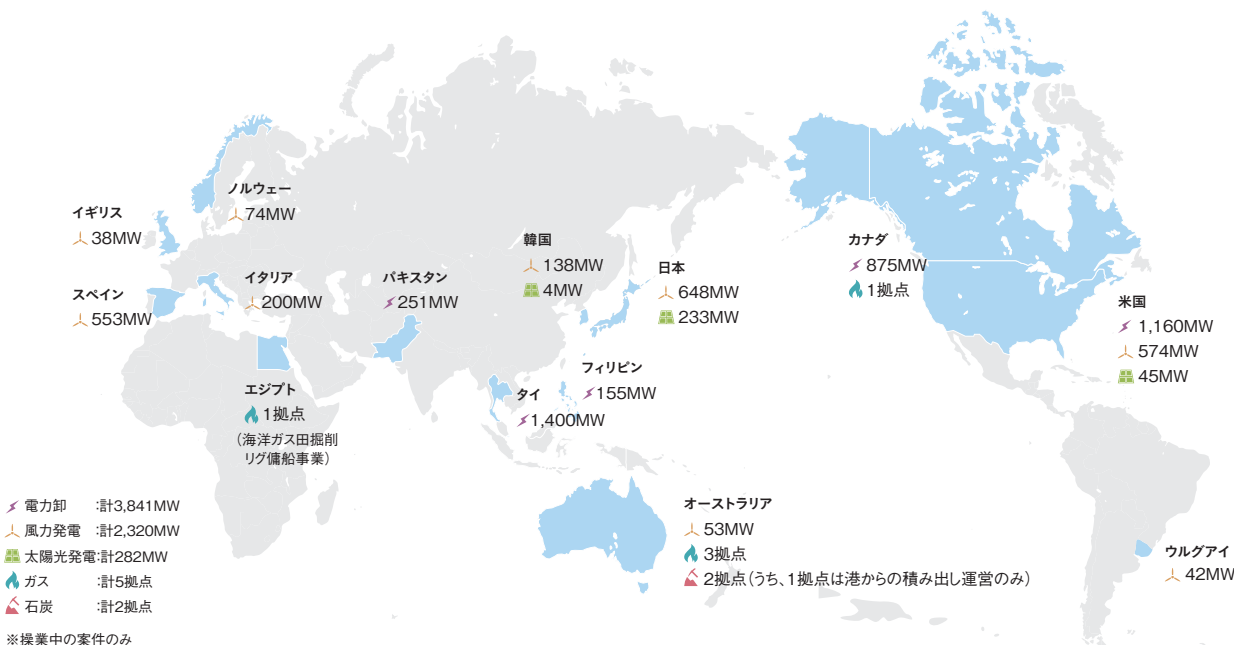 ノルウェー
74MW
イギリス
38MW
スペイン
553MW
イタリア
200MW
パキスタン
251MW
韓国
138MW
4MW
日本
648MW
233MW
カナダ
875MW
1拠点
米国
1,160MW
574MW
45MW
エジプト
1拠点
(海洋ガス田掘削
リグ傭船事業)
タイ
1,400MW
フィリピン
155MW
オーストラリア
53MW
3拠点
2拠点(うち、1拠点は港からの積み出し運営のみ)
ウルグアイ
42MW
電力卸 :計3,841MW
風力発電 :計2,320MW
太陽光発電:計282MW
ガス :計5拠点
石炭 :計2拠点
※操業中の案件のみ